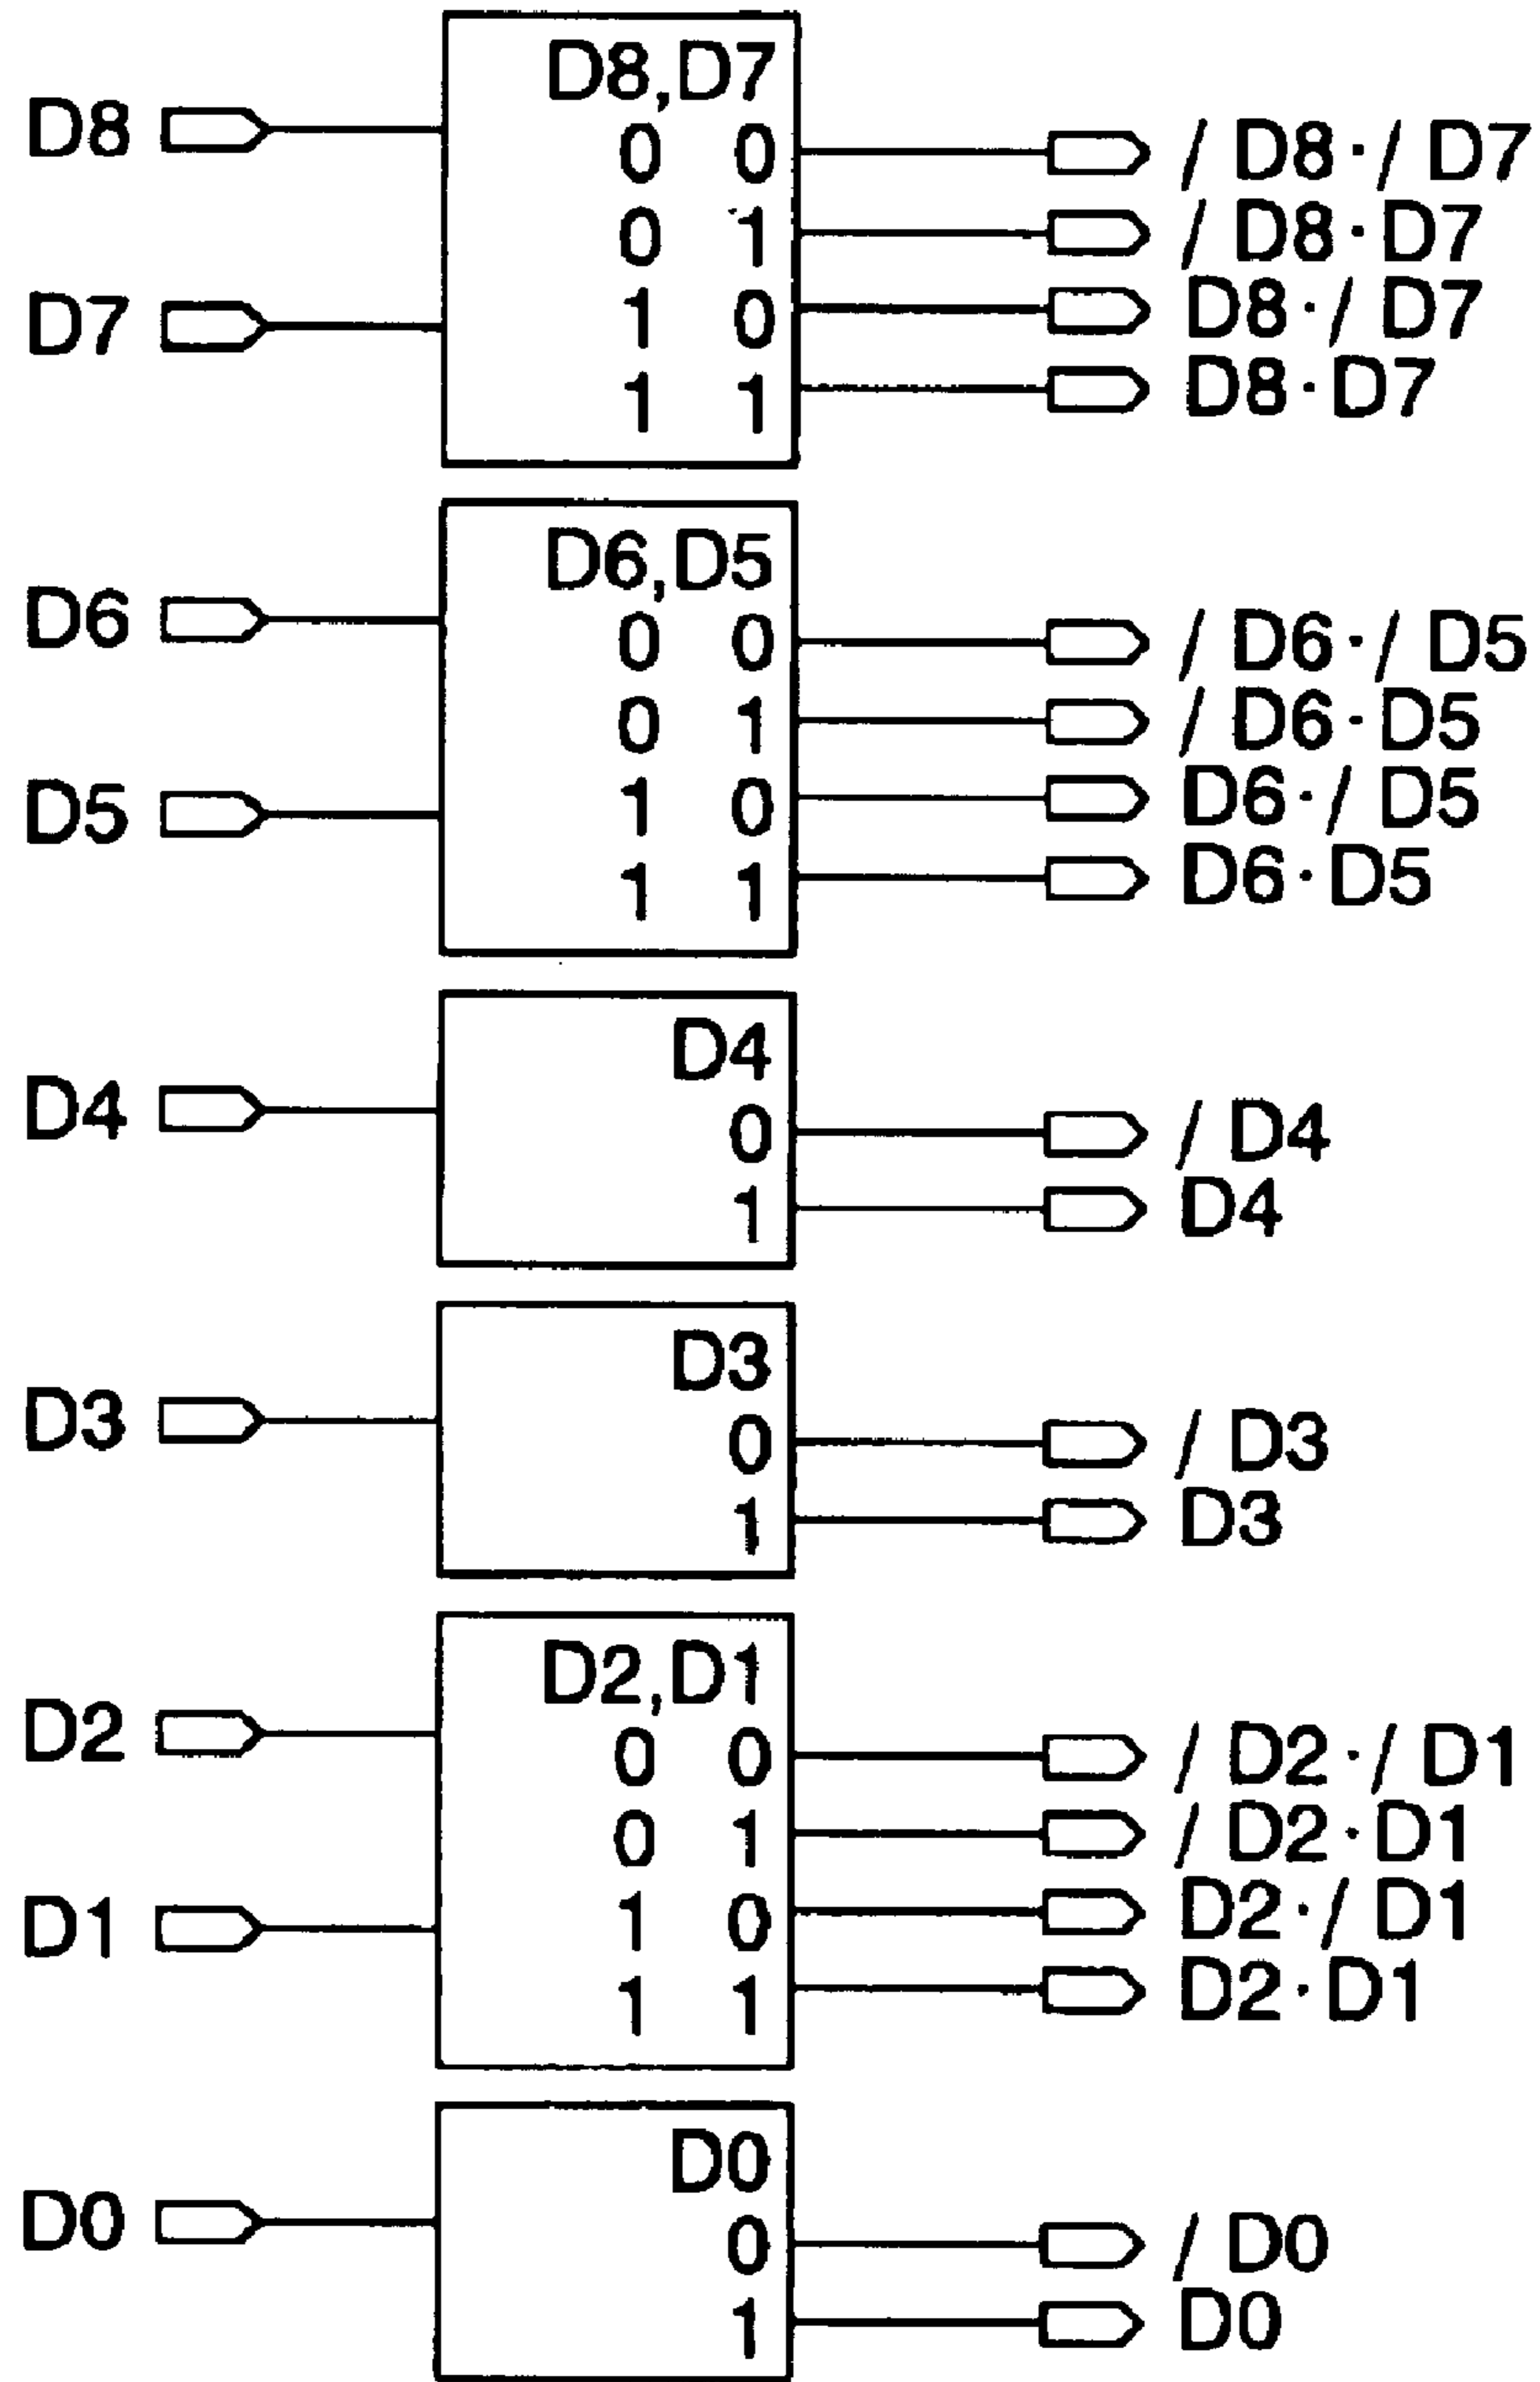 D8,D7
D8
0 0 / D8·/ D7
0 1 / D8·D7
D7
1 0 D8·/ D7
1 1 D8·D7
D6,D5
D6
0 0 / D6·/ D5
0 1 / D6·D5
D5
1 0 D6·/ D5
1 1 D6·D5
D4
D4
0 / D4
1 D4
D3
D3
0 / D3
1 D3
D2,D1
D2
0 0 / D2·/ D1
0 1 / D2·D1
D1
1 0 D2·/ D1
1 1 D2·D1
D0
D0
0 / D0
1 D0